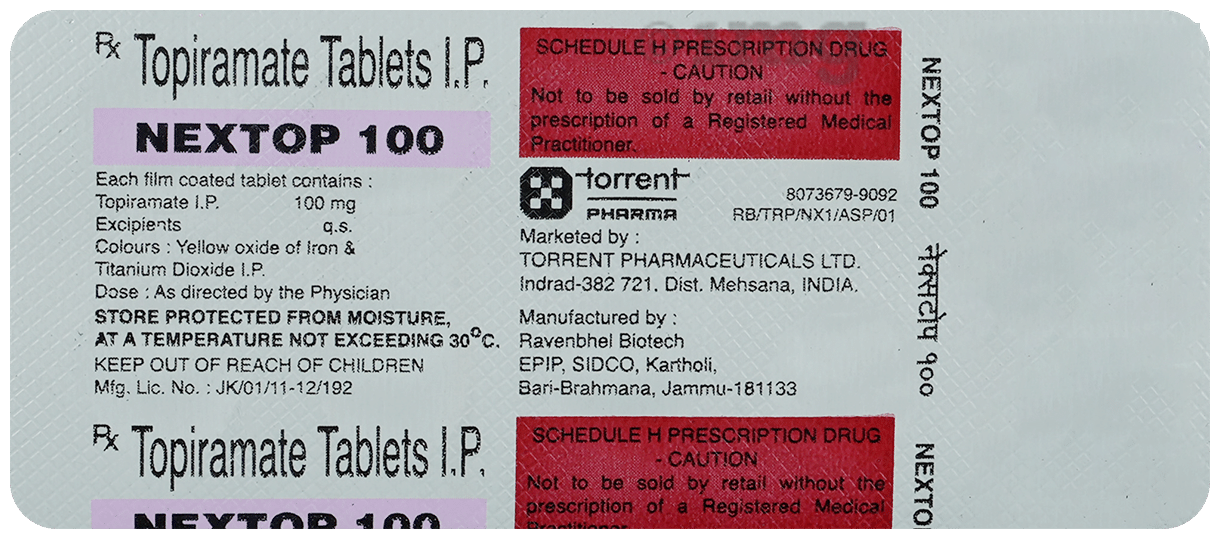 Rx Topiramate Tablets I.P.
NEXTOP 100
Each film coated tablet contains :
Topiramate I.P. 100 mg
Excipients q.s.
Colours : Yellow oxide of Iron &
Titanium Dioxide I.P.
Dose : As directed by the Physician
STORE PROTECTED FROM MOISTURE,
AT A TEMPERATURE NOT EXCEEDING 30°C.
KEEP OUT OF REACH OF CHILDREN
Mfg. Lic. No. : JK/01/11-12/192
SCHEDULE H PRESCRIPTION DRUG
- CAUTION
Not to be sold by retail without the
prescription of a Registered Medical
Practitioner.
torrent
PHARMA
8073679-9092
RB/TRP/NX1/ASP/01
Marketed by :
TORRENT PHARMACEUTICALS LTD.
Indrad-382 721, Dist. Mehsana, INDIA.
Manufactured by :
Ravenbhel Biotech
EPIP, SIDCO, Kartholi,
Bari-Brahmana, Jammu-181133
NEXTOP 100 नेक्सटोप १००
Rx Topiramate Tablets I.P.
NEXTOP 100
SCHEDULE H PRESCRIPTION DRUG
- CAUTION
Not to be sold by retail without the
prescription of a Registered Medical
Practitioner.
NEXTO